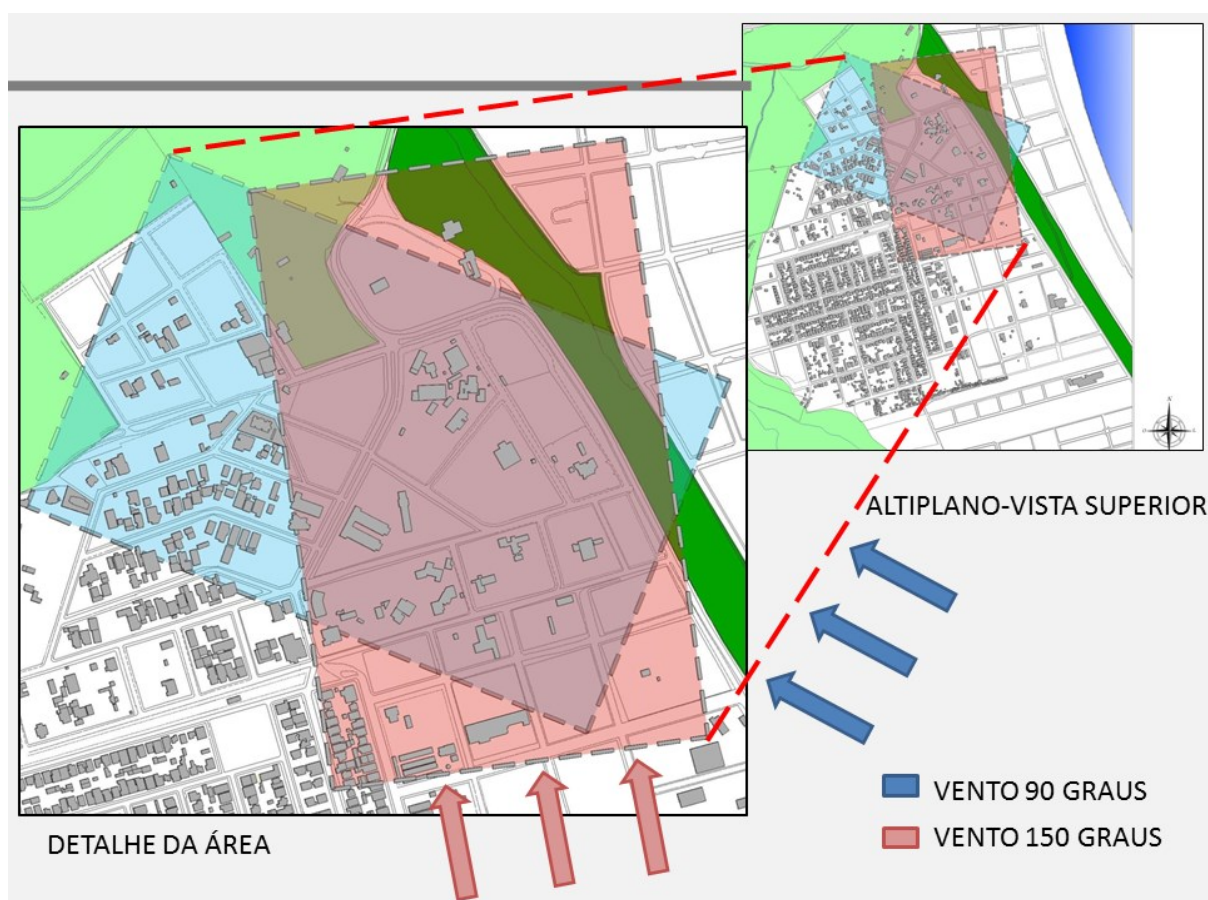 ALTIPLANO-VISTA SUPERIOR
VENTO 90 GRAUS
VENTO 150 GRAUS
DETALHE DA ÁREA